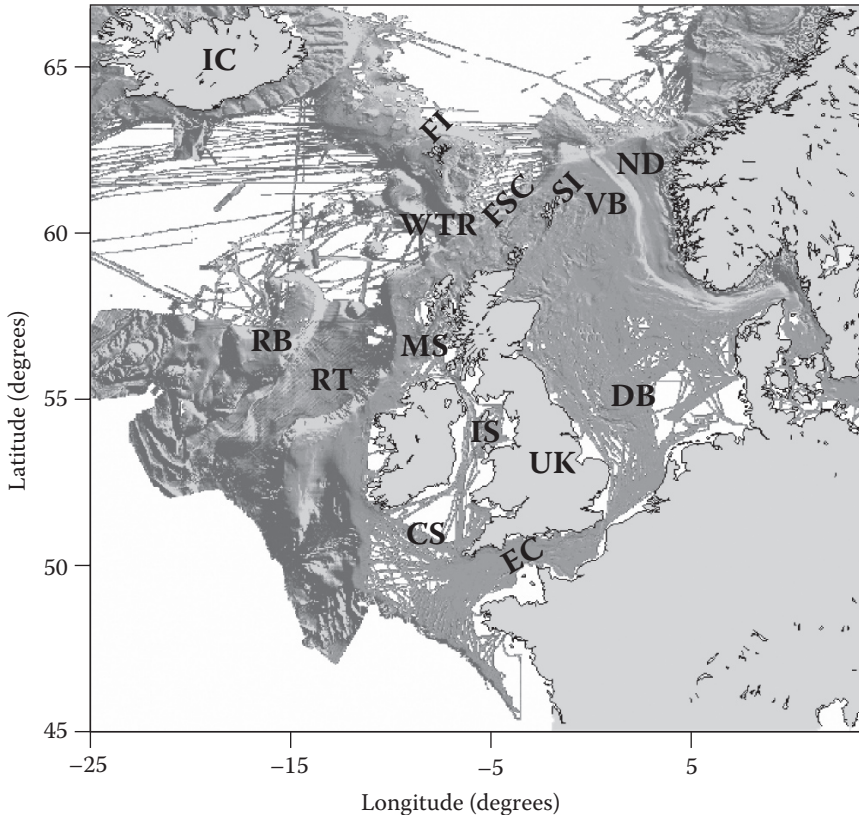 65
60
55
50
45
Latitude (degrees)
IC
FI
ND
SI
VB
FSC
WTR
RB
MS
RT
DB
IS
UK
CS
EC
−25
−15
−5
5
Longitude (degrees)